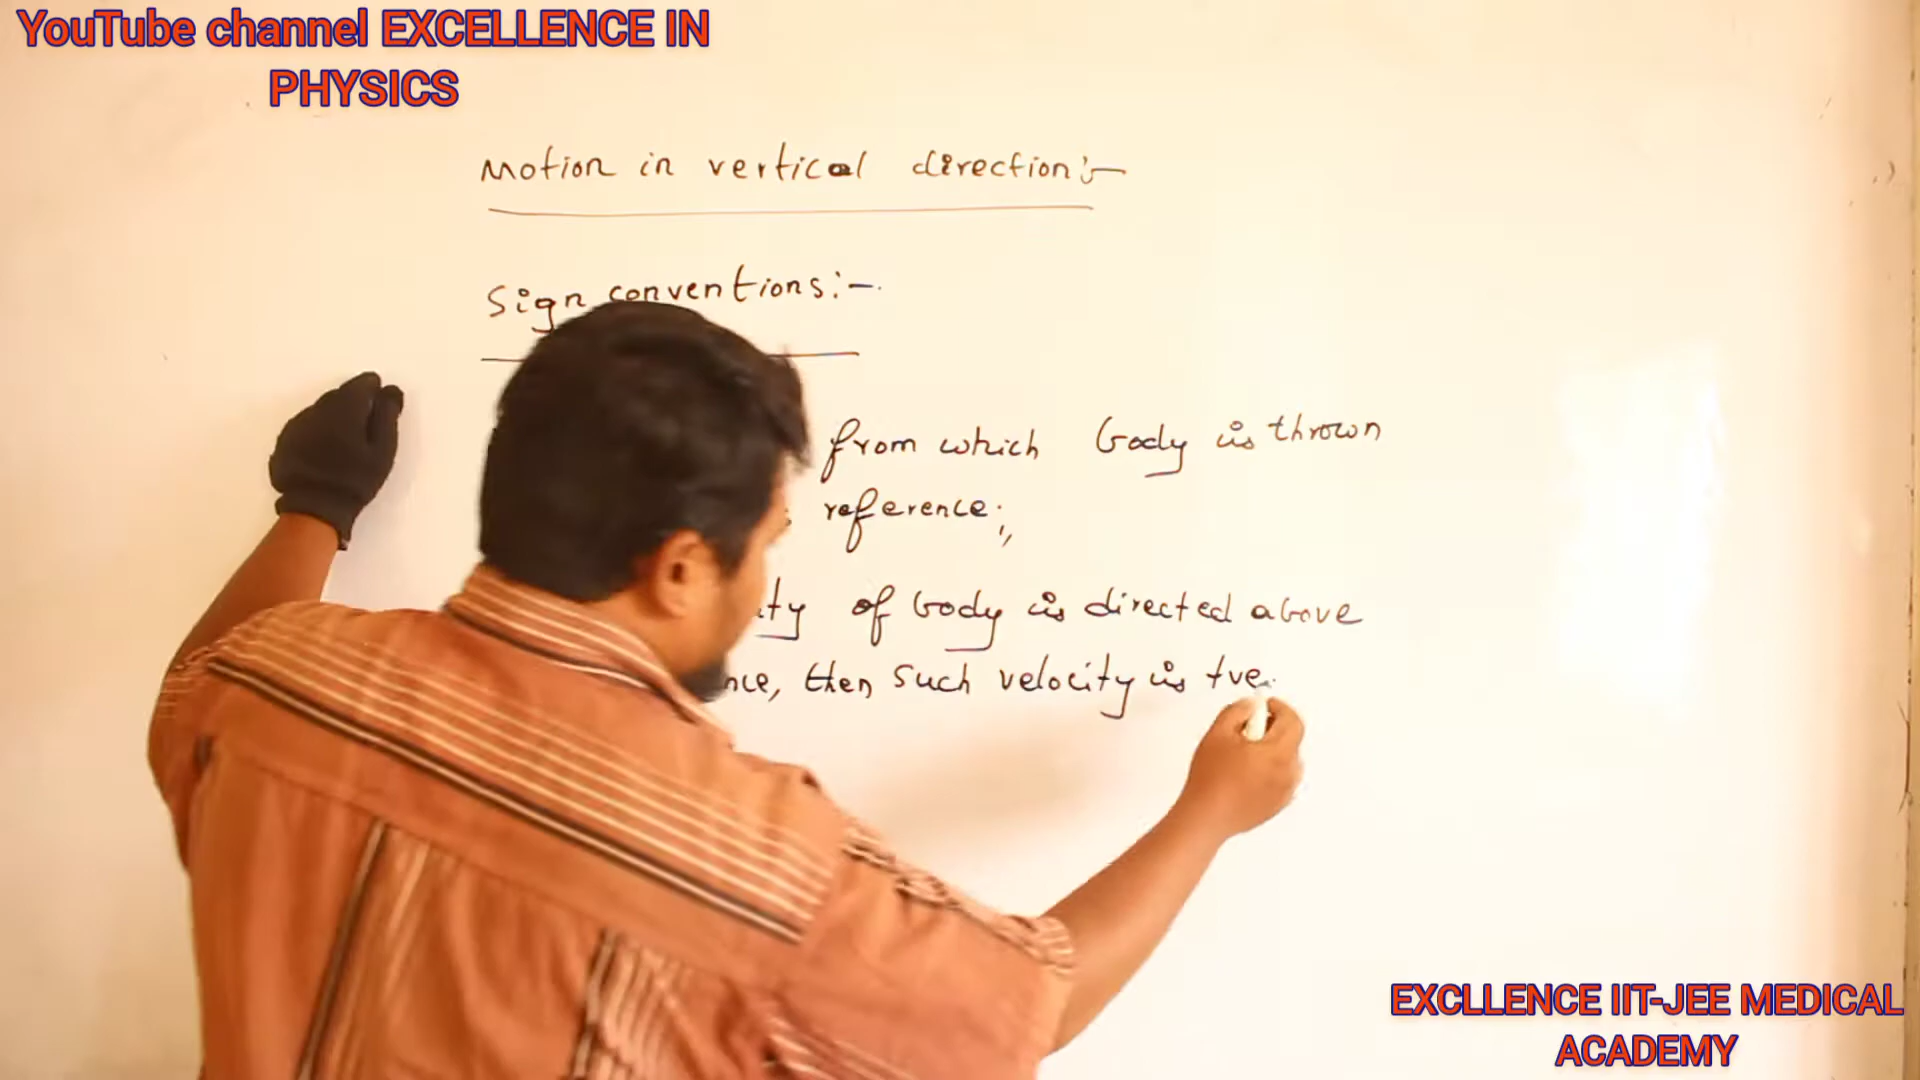 YouTube channel EXCELLENCE IN
PHYSICS
Motion in vertical direction:-
Sign conventions:-
from which body is thrown
reference.,,
of body is directed above
then such velocity is +ve.
EXCLLENCE IIT-JEE MEDICAL
ACADEMY